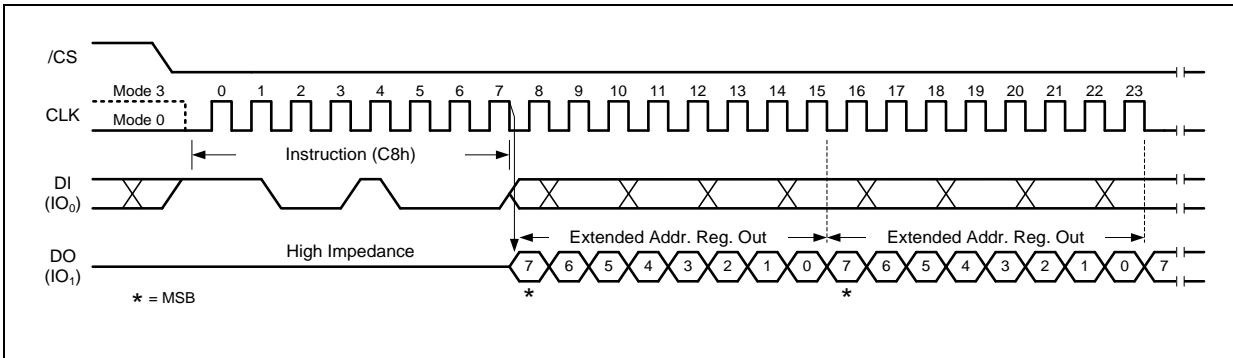 /CS
Mode 3
0 1 2 3 4 5 6 7 8 9 10 11 12 13 14 15 16 17 18 19 20 21 22 23
CLK
Mode 0
Instruction (C8h)
DI
(IO0)
Extended Addr. Reg. Out
Extended Addr. Reg. Out
High Impedance
DO
(IO1)
7 6 5 4 3 2 1 0 7 6 5 4 3 2 1 0 7
* *
* = MSB